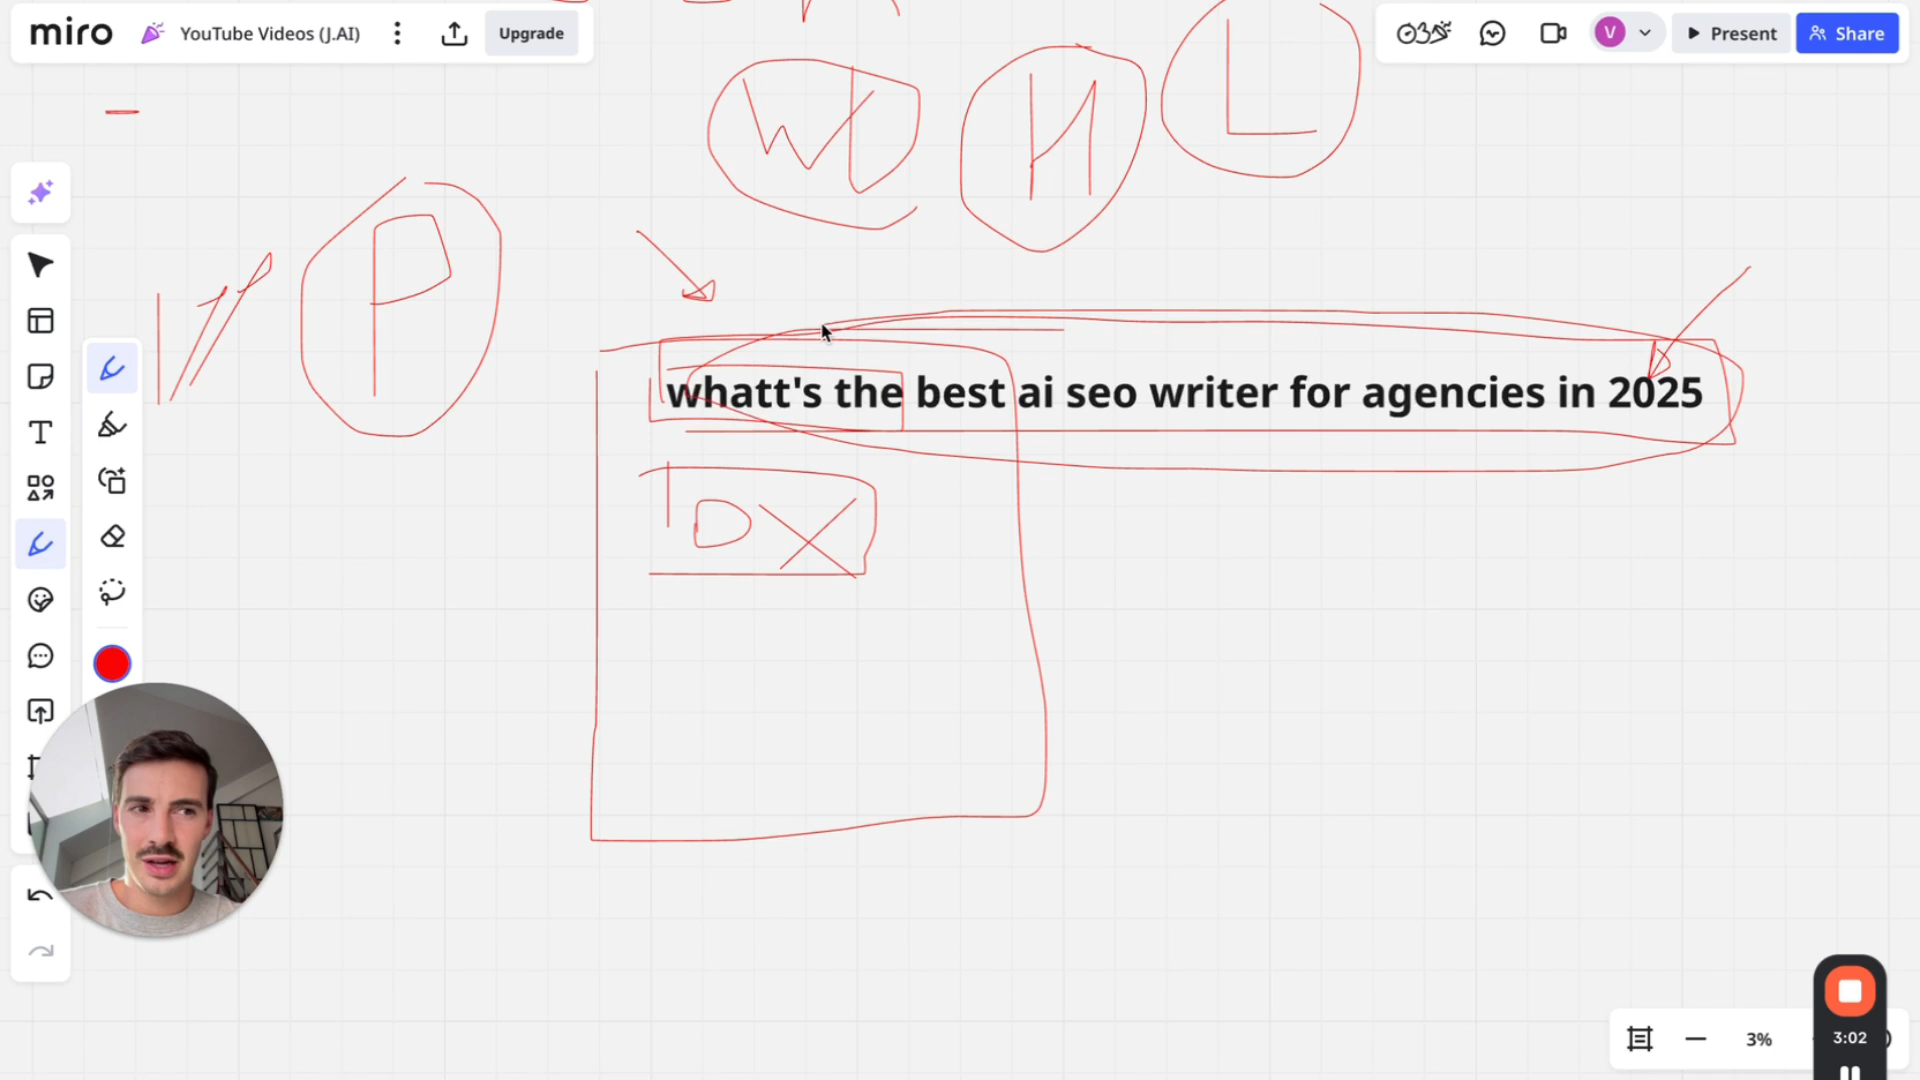 miro YouTube Videos (J.AI) Upgrade
V Present Share
W H L
P
whatt's the best ai seo writer for agencies in 2025
DX
3%
3:02